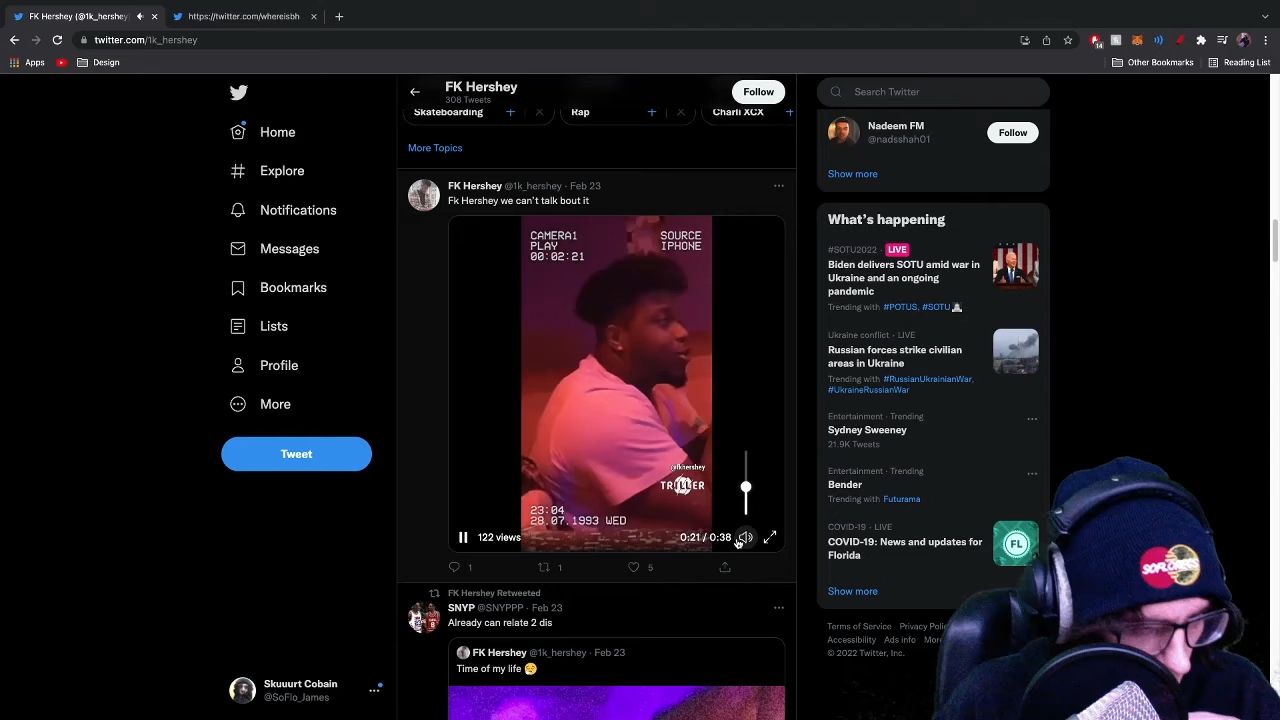 FK Hershey (@1k_hershey
https://twitter.com/whereisbh
twitter.com/1k_hershey
14
Apps
Design
Other Bookmarks
Reading List
FK Hershey
308 Tweets
Follow
Search Twitter
Skateboarding
Rap
Charli XCX
More Topics
Home
Explore
Notifications
Messages
Bookmarks
Lists
Profile
More
Tweet
Skuuurt Cobain
@SoFlo_James
FK Hershey @1k_hershey · Feb 23
Fk Hershey we can't talk bout it
CAMERA1
PLAY
00:02:21
SOURCE
IPHONE
@fkhershey
TRILLER
23:04
28.07.1993 WED
122 views
0:21 / 0:38
1
1
5
FK Hershey Retweeted
SNYP @SNYPPP · Feb 23
Already can relate 2 dis
FK Hershey @1k_hershey · Feb 23
Time of my life 😌
Nadeem FM
@nadsshah01
Follow
Show more
What's happening
#SOTU2022 · LIVE
Biden delivers SOTU amid war in
Ukraine and an ongoing
pandemic
Trending with #POTUS, #SOTU
Ukraine conflict · LIVE
Russian forces strike civilian
areas in Ukraine
Trending with #RussianUkrainianWar,
#UkraineRussianWar
Entertainment · Trending
Sydney Sweeney
21.9K Tweets
Entertainment · Trending
Bender
Trending with Futurama
COVID-19 · LIVE
COVID-19: News and updates for
Florida
FL
Show more
Terms of Service Privacy
Accessibility Ads info
© 2022 Twitter, Inc.